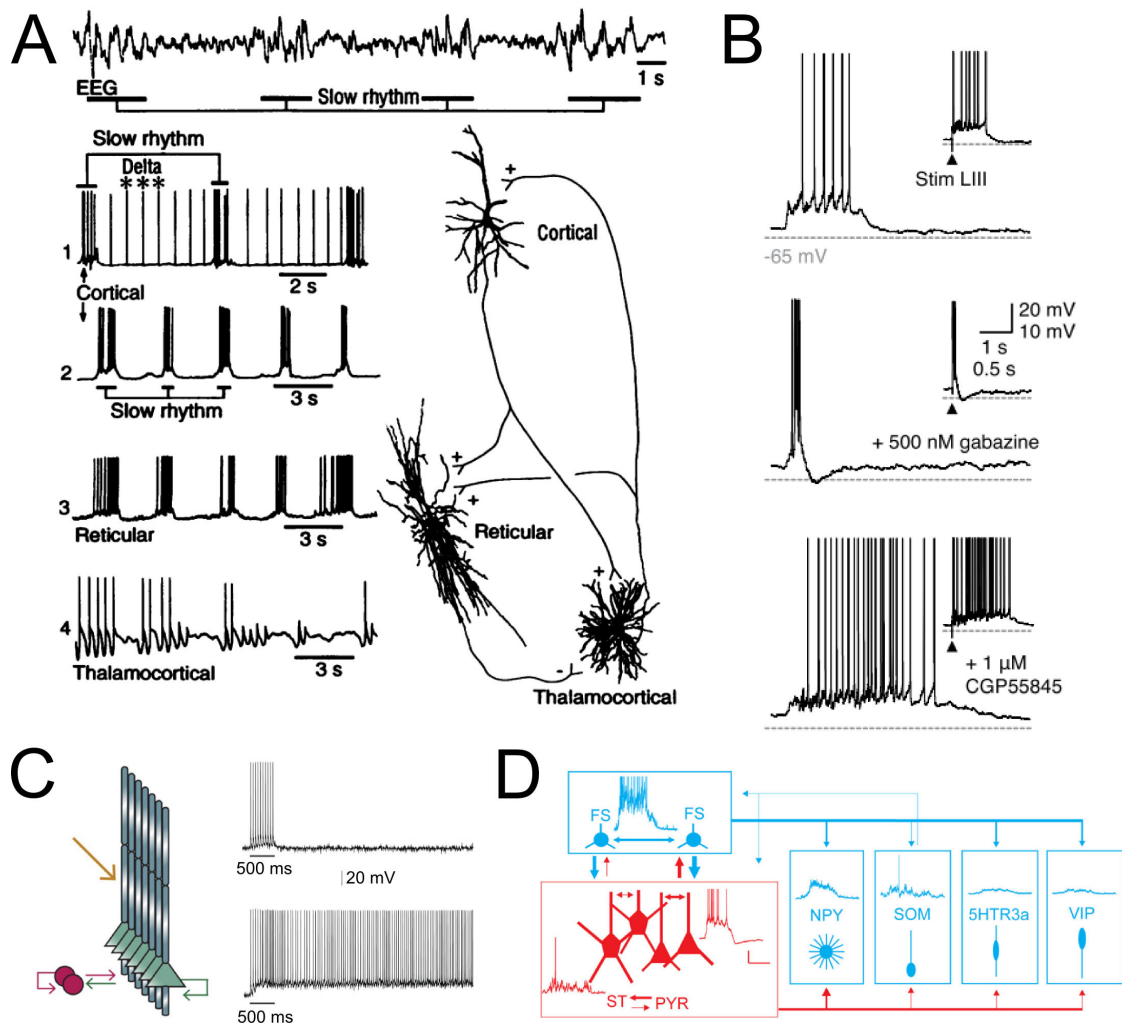 A
1 s
EEG
Slow rhythm
Slow rhythm
Delta
***
1
2 s
Cortical
2
3 s
Slow rhythm
3
Reticular
3 s
4
Thalamocortical
3 s
+
Cortical
+
+
Reticular
+
-
Thalamocortical
B
Stim LIII
-65 mV
20 mV
10 mV
1 s
0.5 s
+ 500 nM gabazine
+ 1 μM
CGP55845
C
500 ms
20 mV
500 ms
D
FS
FS
NPY
SOM
5HTR3a
VIP
ST
PYR